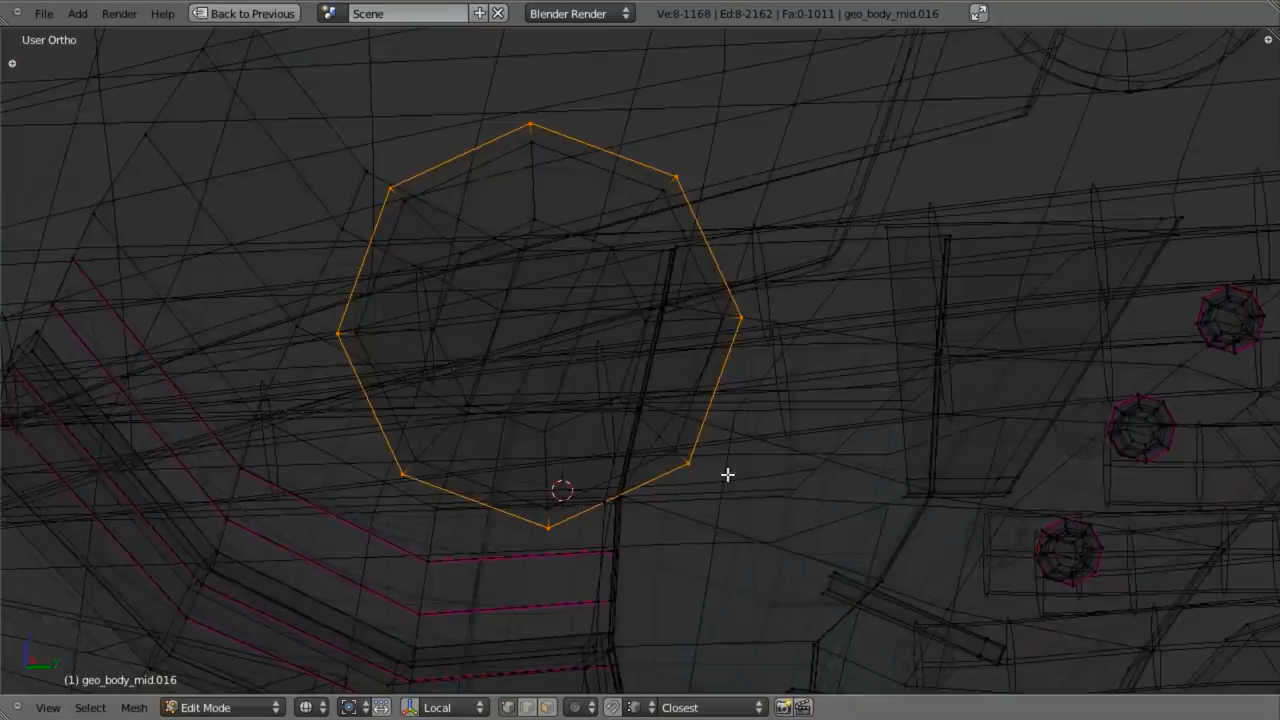 File Add Render Help Back to Previous Scene Blender Render Ve:8-1168 | Ed:8-2162 | Fa:0-1011 | geo_body_mid.016
User Ortho
(1) geo_body_mid.016
View Select Mesh Edit Mode Local Closest